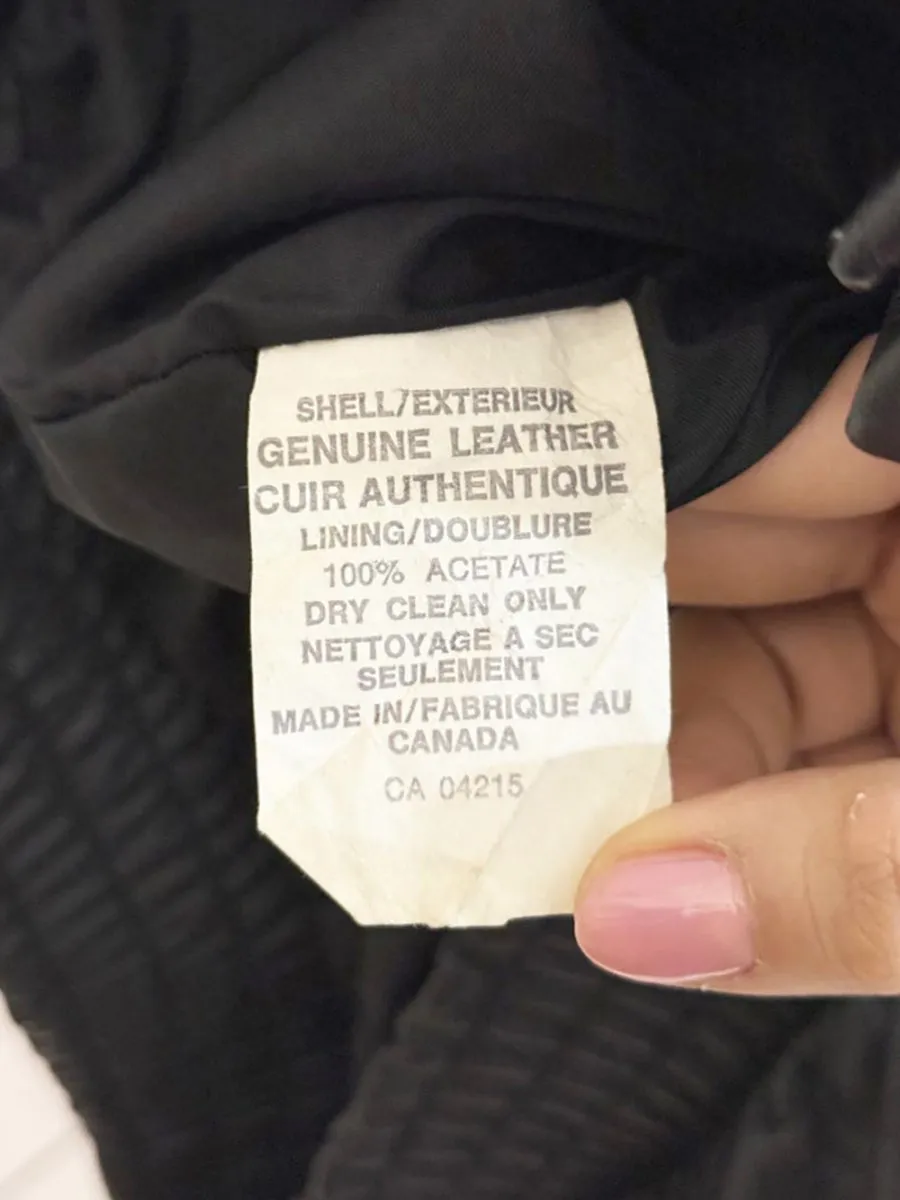 SHELL/EXTERIEUR
GENUINE LEATHER
CUIR AUTHENTIQUE
LINING/DOUBLURE
100% ACETATE
DRY CLEAN ONLY
NETTOYAGE A SEC
SEULEMENT
MADE IN/FABRIQUE AU
CANADA
CA 04215